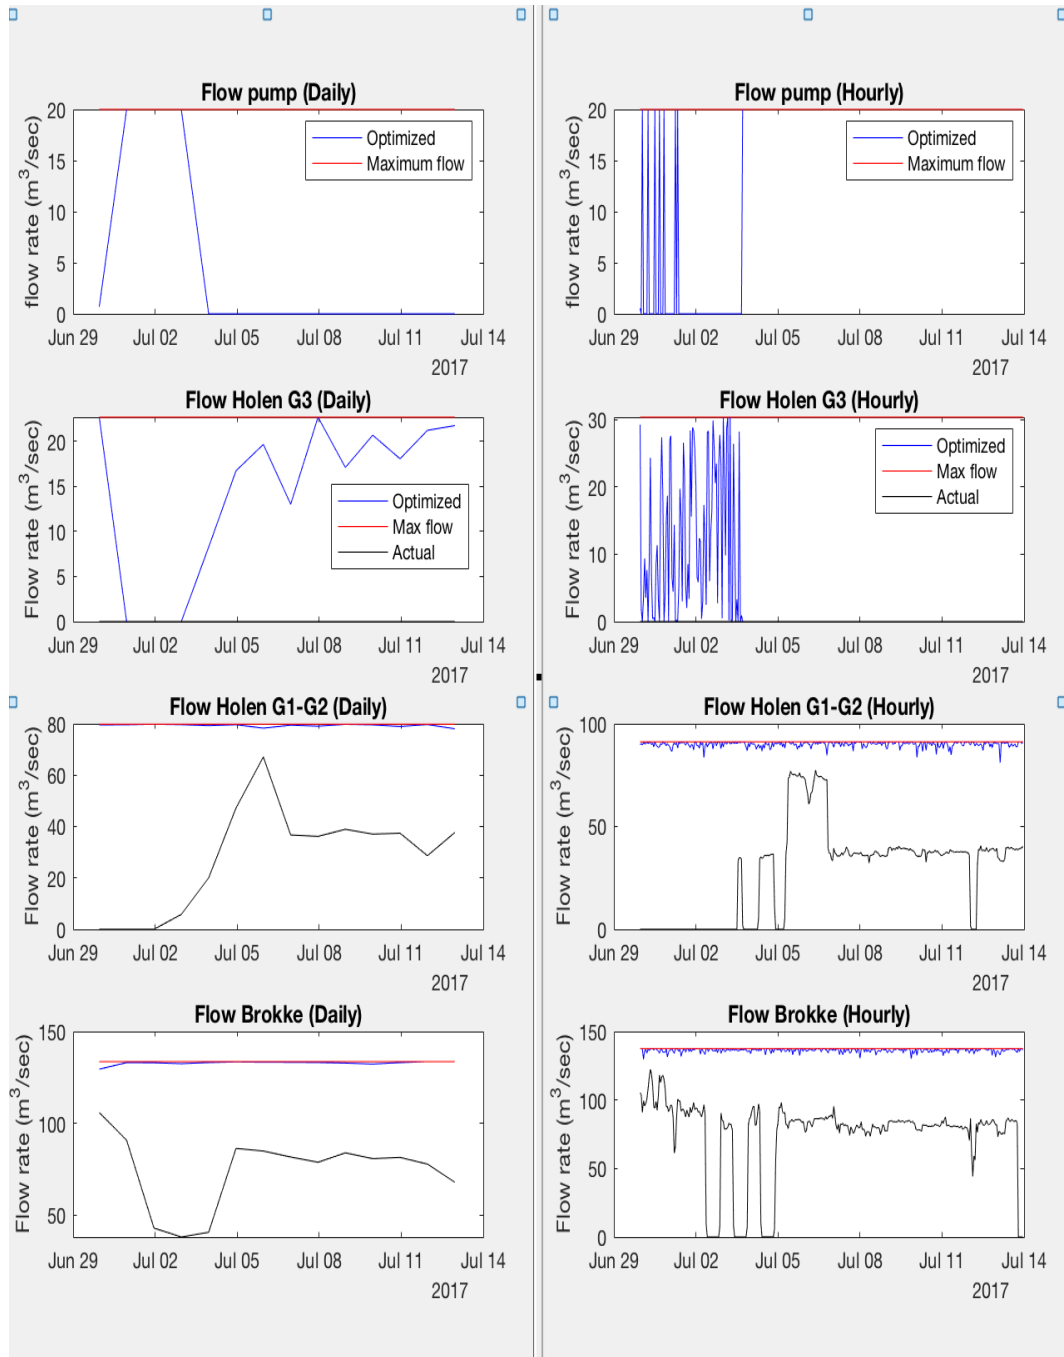 Flow pump (Daily)
flow rate (m³/sec)
20
15
10
5
0
Optimized
Maximum flow
Jun 29 Jul 02 Jul 05 Jul 08 Jul 11 Jul 14
2017
Flow pump (Hourly)
flow rate (m³/sec)
20
15
10
5
0
Optimized
Maximum flow
Jun 29 Jul 02 Jul 05 Jul 08 Jul 11 Jul 14
2017
Flow Holen G3 (Daily)
Flow rate (m³/sec)
20
15
10
5
0
Optimized
Max flow
Actual
Jun 29 Jul 02 Jul 05 Jul 08 Jul 11 Jul 14
2017
Flow Holen G3 (Hourly)
Flow rate (m³/sec)
30
20
10
0
Optimized
Max flow
Actual
Jun 29 Jul 02 Jul 05 Jul 08 Jul 11 Jul 14
2017
Flow Holen G1-G2 (Daily)
Flow rate (m³/sec)
80
60
40
20
0
Jun 29 Jul 02 Jul 05 Jul 08 Jul 11 Jul 14
2017
Flow Holen G1-G2 (Hourly)
Flow rate (m³/sec)
100
50
0
Jun 29 Jul 02 Jul 05 Jul 08 Jul 11 Jul 14
2017
Flow Brokke (Daily)
Flow rate (m³/sec)
150
100
50
Jun 29 Jul 02 Jul 05 Jul 08 Jul 11 Jul 14
2017
Flow Brokke (Hourly)
Flow rate (m³/sec)
150
100
50
0
Jun 29 Jul 02 Jul 05 Jul 08 Jul 11 Jul 14
2017